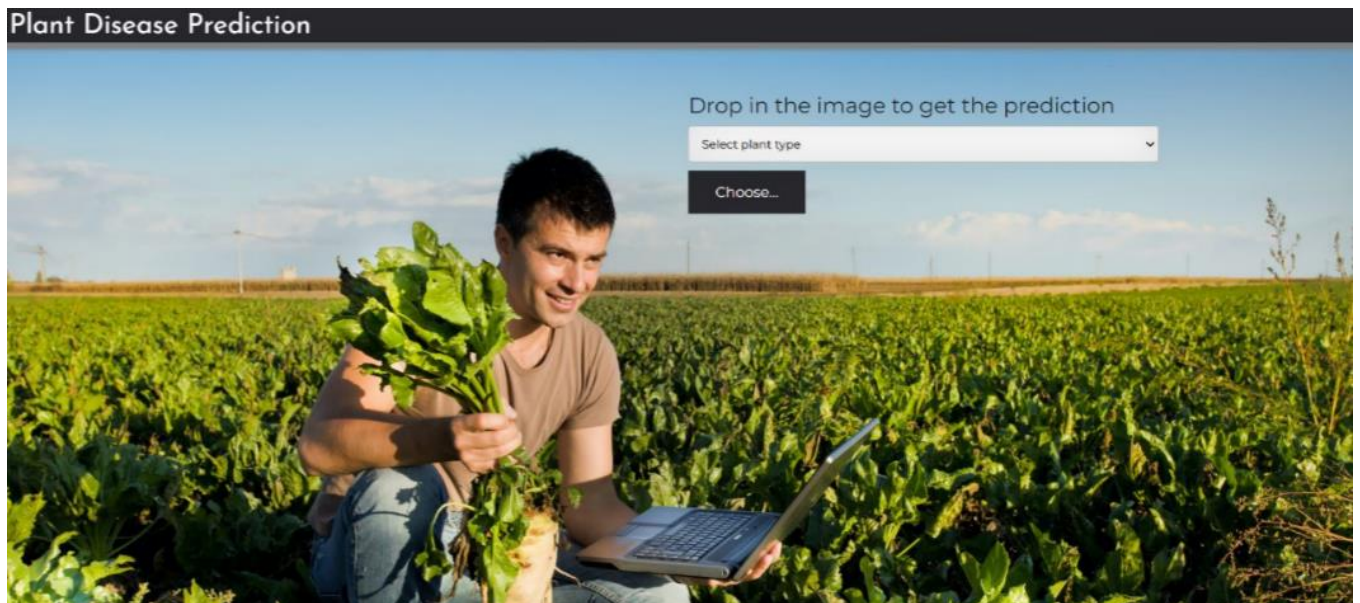 Plant Disease Prediction
Drop in the image to get the prediction
Select plant type
Choose...